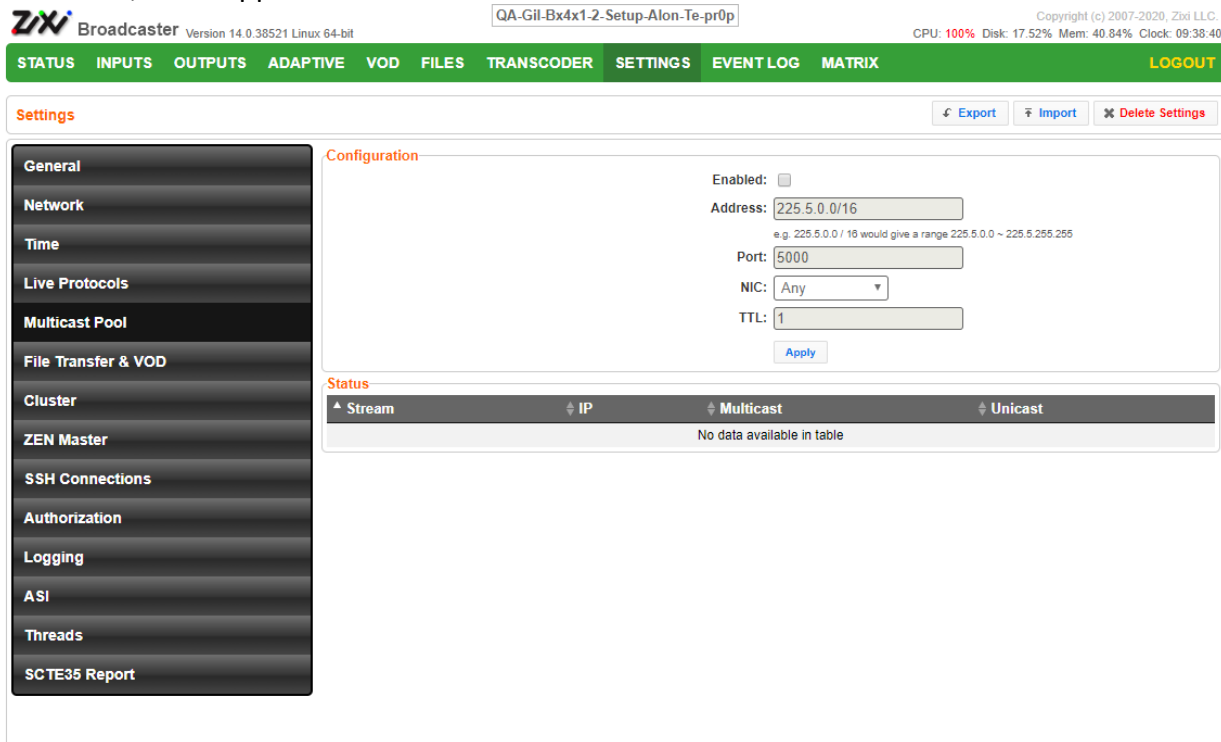 ZiXi Broadcaster Version 14.0.38521 Linux 64-bit
QA-Gil-Bx4x1-2-Setup-Alon-Te-pr0p
Copyright (c) 2007-2020, Zixi LLC.
CPU: 100% Disk: 17.52% Mem: 40.84% Clock: 09:38:40
STATUS INPUTS OUTPUTS ADAPTIVE VOD FILES TRANSCODER SETTINGS EVENT LOG MATRIX LOGOUT
Settings
Export Import Delete Settings
General
Network
Time
Live Protocols
Multicast Pool
File Transfer & VOD
Cluster
ZEN Master
SSH Connections
Authorization
Logging
ASI
Threads
SCTE35 Report
Configuration
Enabled:
Address: 225.5.0.0/16
e.g. 225.5.0.0 / 16 would give a range 225.5.0.0 ~ 225.5.255.255
Port: 5000
NIC: Any
TTL: 1
Apply
Status
Stream IP Multicast Unicast
No data available in table